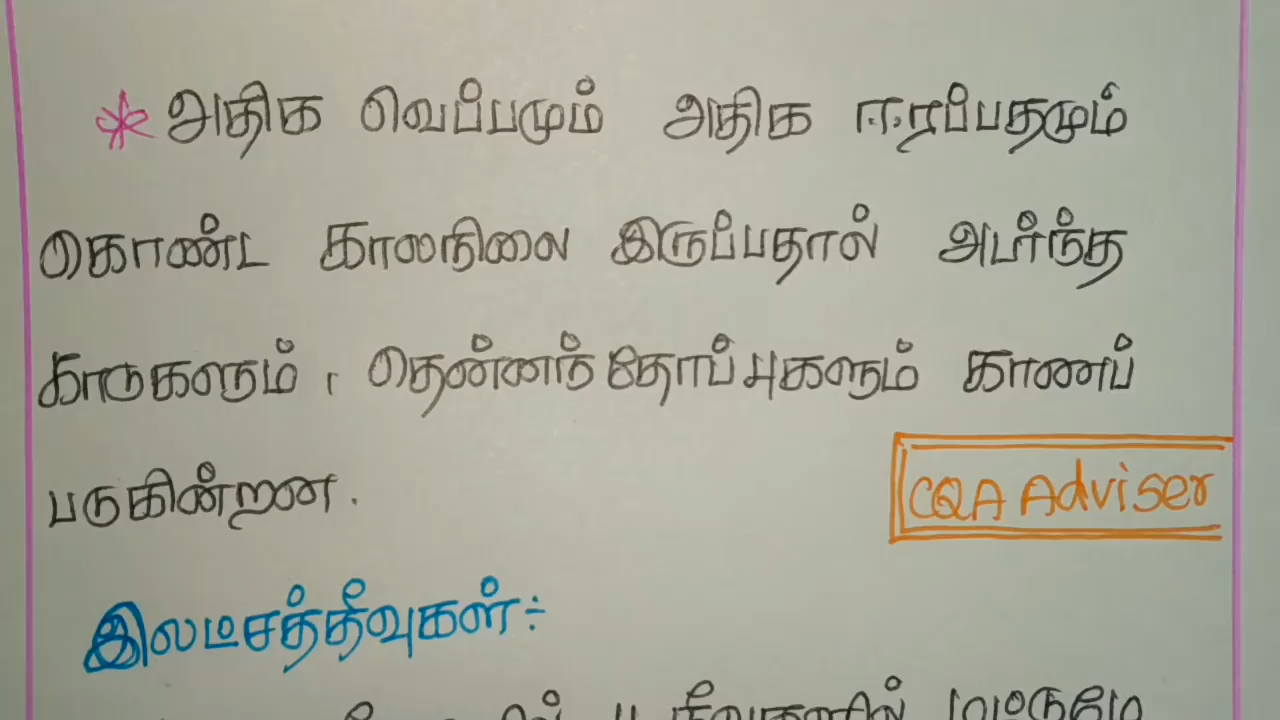 * அதிக வெப்பமும் அதிக ஈரப்பதமும்
கொண்ட காலநிலை இருப்பதால் அடர்ந்த
காடுகளும், தென்னந்தோப்புகளும் காணப்
படுகின்றன.
CQA Adviser
இலட்சத்தீவுகள்:-